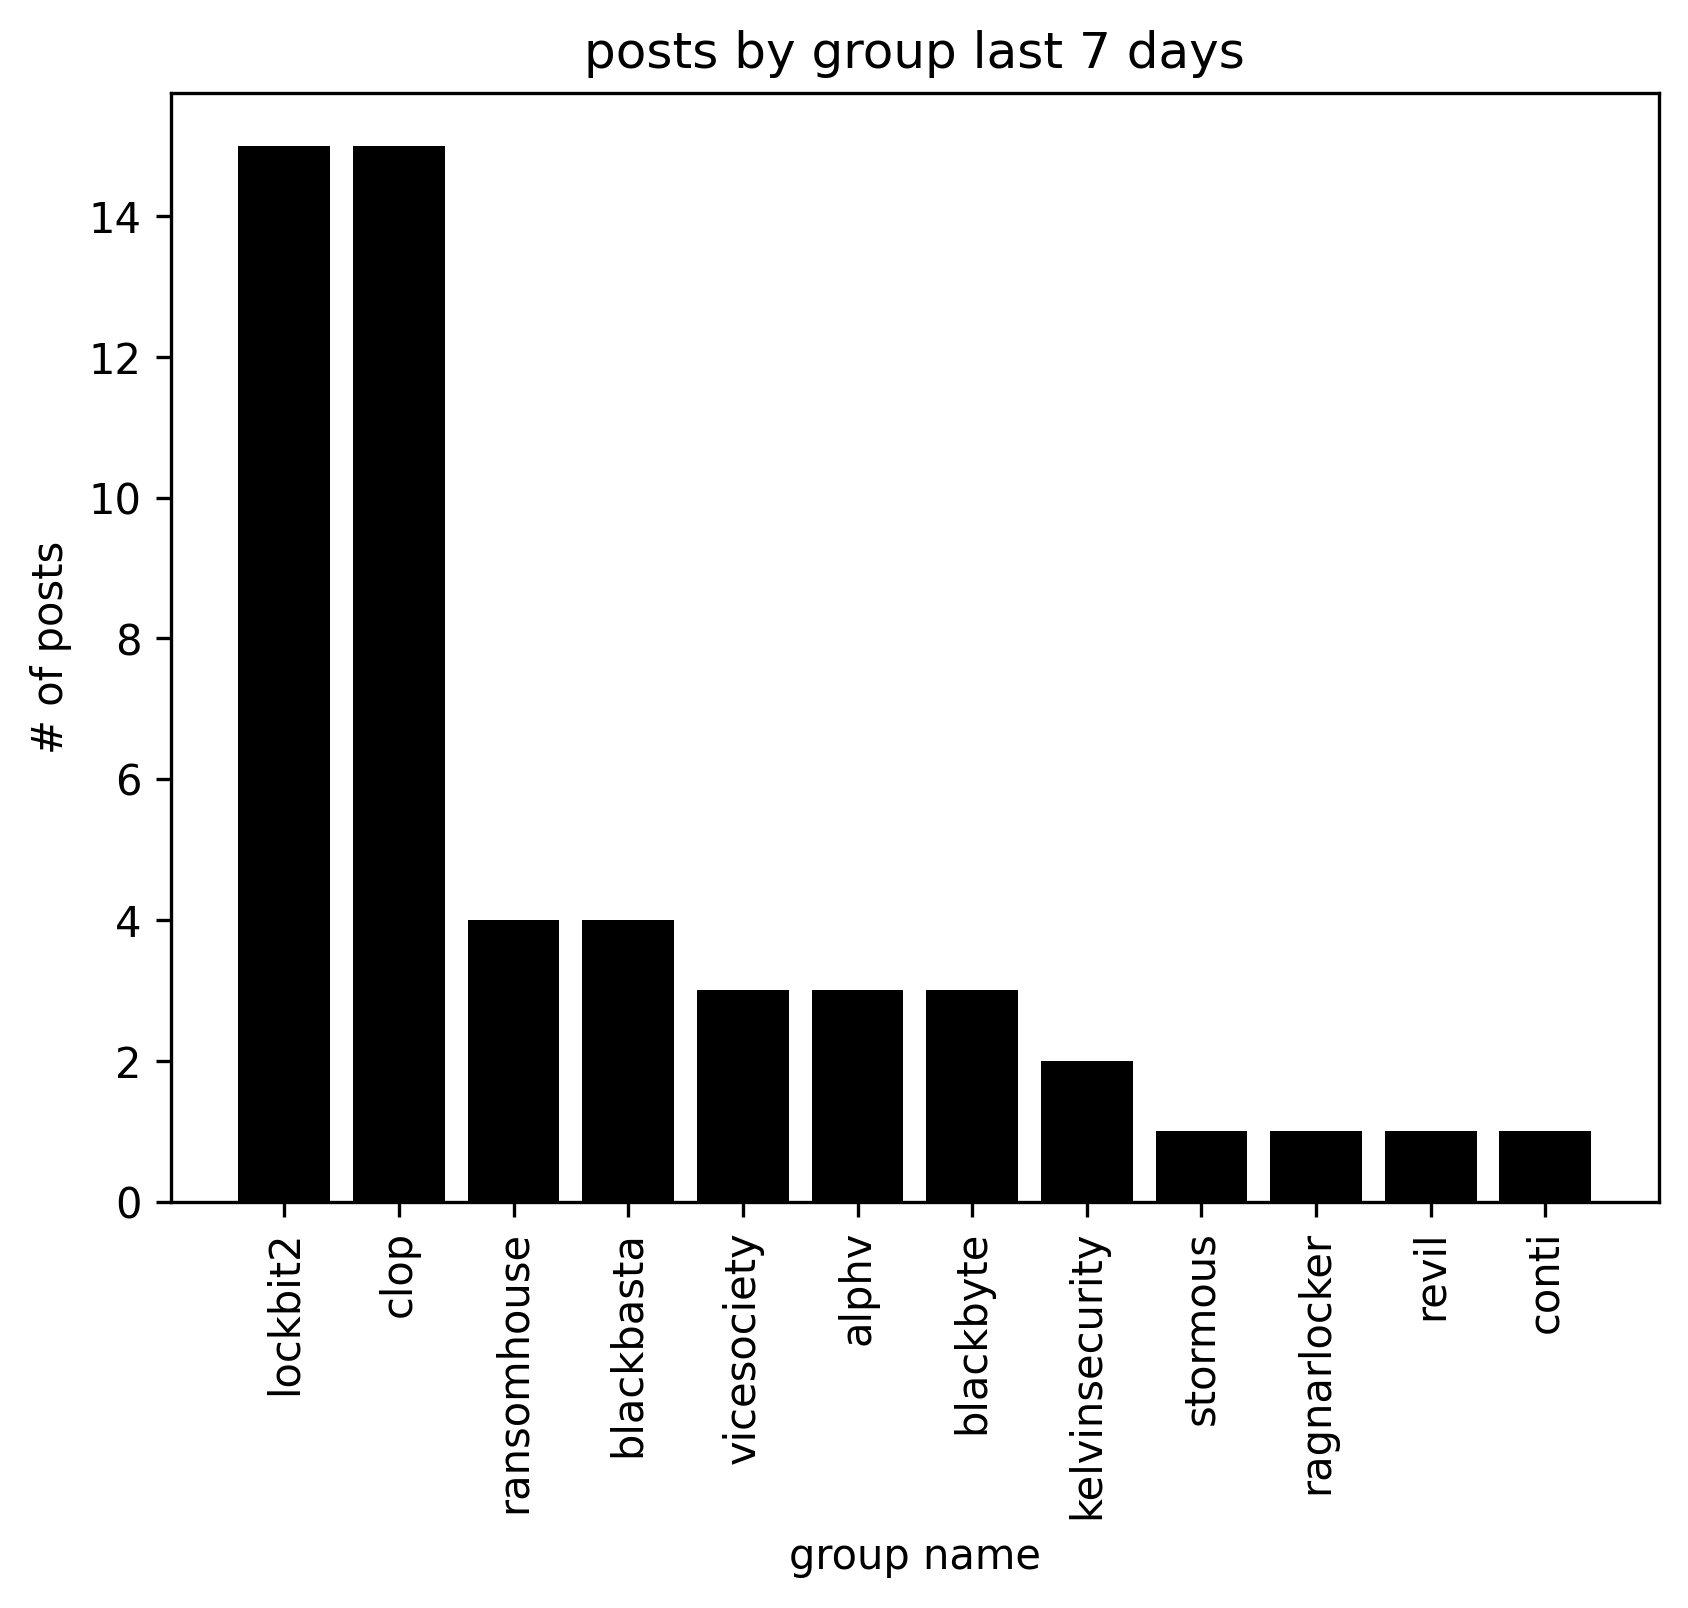 posts by group last 7 days
# of posts
14
12
10
8
6
4
2
0
lockbit2
clop
ransomhouse
blackbasta
vicesociety
alphv
blackbyte
kelvinsecurity
stormous
ragnarlocker
revil
conti
group name